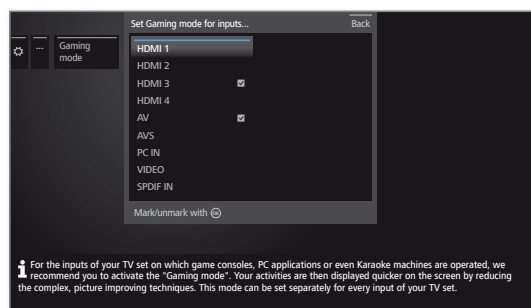 Set Gaming mode for inputs... Back
... Gaming
mode
HDMI 1
HDMI 2
HDMI 3
HDMI 4
AV
AVS
PC IN
VIDEO
SPDIF IN
Mark/unmark with OK
For the inputs of your TV set on which game consoles, PC applications or even Karaoke machines are operated, we
recommend you to activate the "Gaming mode". Your activities are then displayed quicker on the screen by reducing
the complex, picture improving techniques. This mode can be set separately for every input of your TV set.